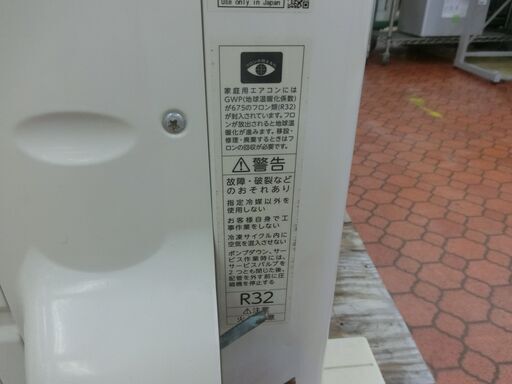 Use only in Japan
家庭用エアコンには
GWP(地球温暖化係数)
が675のフロン類(R32)
が封入されています。フロ
ンが放出されると地球温
暖化が進みます。移設・
修理・廃棄するときはフ
ロンの回収が必要です。
警告
故障・破裂などの
おそれあり
指定冷媒以外を
使用しない
お客様自身で工
事作業をしない
冷凍サイクル内に
空気を混入させない
ポンプダウン、サー
ビス作業時には、
サービスバルブを
2つとも閉じた後、
配管を外す前に圧
縮機を停止する
R32
注意